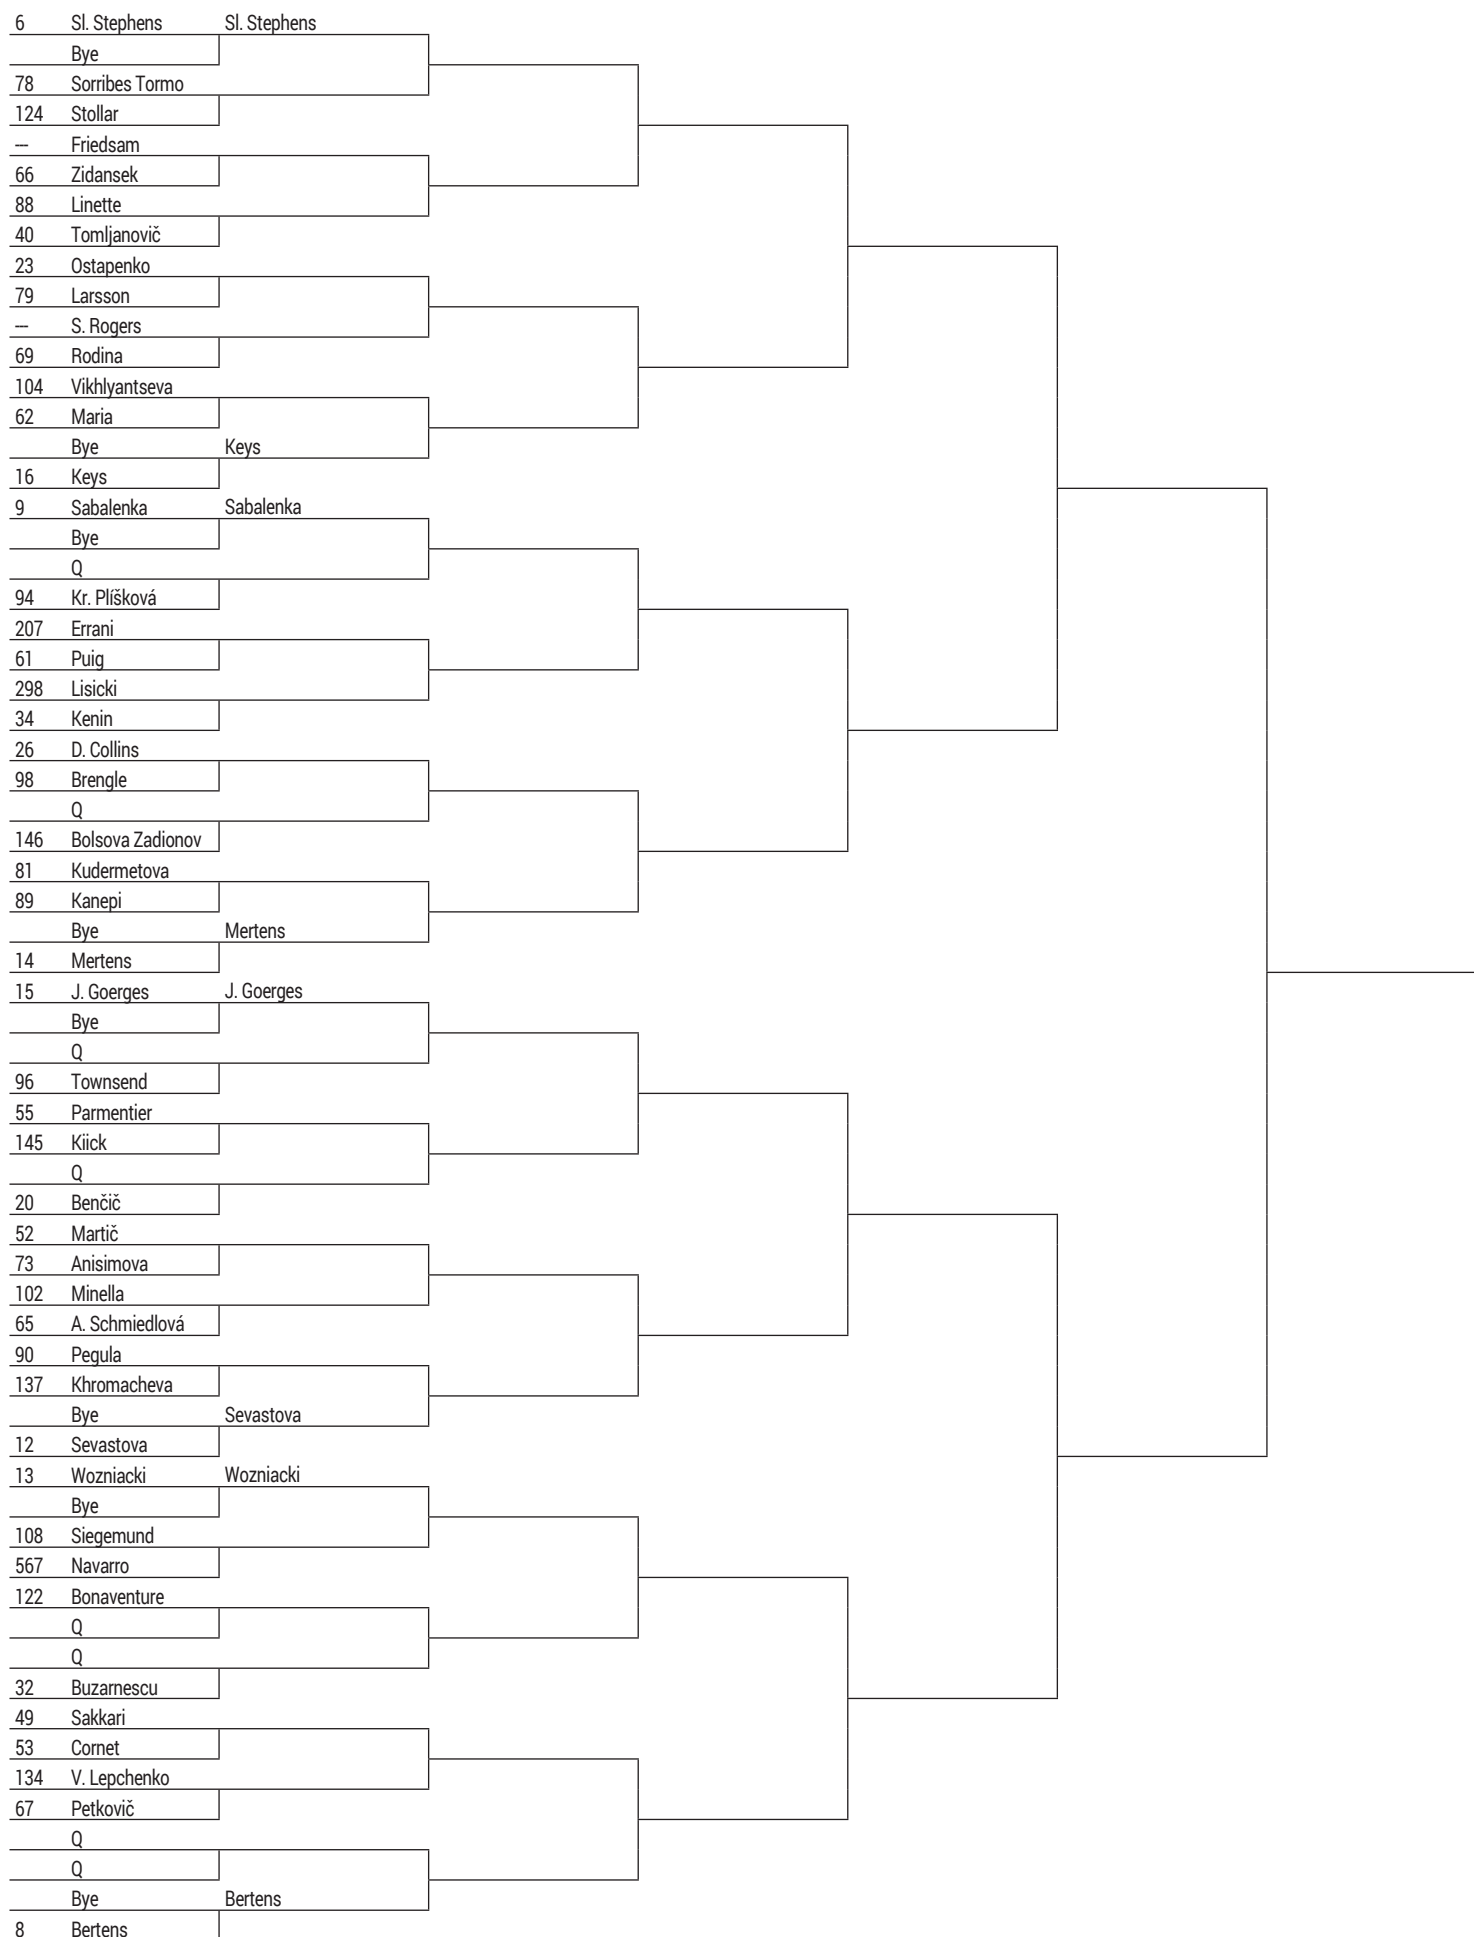 6 Sl. Stephens Sl. Stephens
Bye
78 Sorribes Tormo
124 Stollar
--- Friedsam
66 Zidansek
88 Linette
40 Tomljanovič
23 Ostapenko
79 Larsson
--- S. Rogers
69 Rodina
104 Vikhlyantseva
62 Maria
Bye Keys
16 Keys
9 Sabalenka Sabalenka
Bye
Q
94 Kr. Plíšková
207 Errani
61 Puig
298 Lisicki
34 Kenin
26 D. Collins
98 Brengle
Q
146 Bolsova Zadionov
81 Kudermetova
89 Kanepi
Bye Mertens
14 Mertens
15 J. Goerges J. Goerges
Bye
Q
96 Townsend
55 Parmentier
145 Kiick
Q
20 Benčič
52 Martič
73 Anisimova
102 Minella
65 A. Schmiedlová
90 Pegula
137 Khromacheva
Bye Sevastova
12 Sevastova
13 Wozniacki Wozniacki
Bye
108 Siegemund
567 Navarro
122 Bonaventure
Q
Q
32 Buzarnescu
49 Sakkari
53 Cornet
134 V. Lepchenko
67 Petkovič
Q
Q
Bye Bertens
8 Bertens